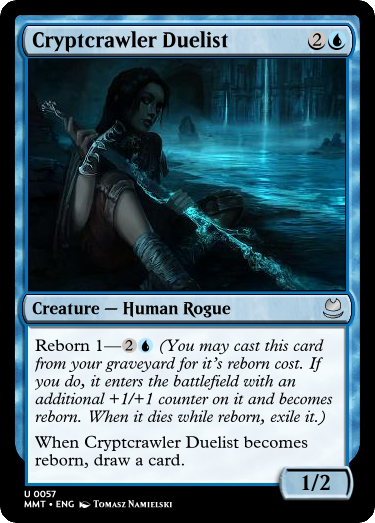 Cryptcrawler Duelist 2
Creature — Human Rogue
Reborn 1—2 (You may cast this card
from your graveyard for it's reborn cost. If
you do, it enters the battlefield with an
additional +1/+1 counter on it and becomes
reborn. When it dies while reborn, exile it.)
When Cryptcrawler Duelist becomes
reborn, draw a card.
1/2
U 0057
MMT • ENG Tomasz Namielski